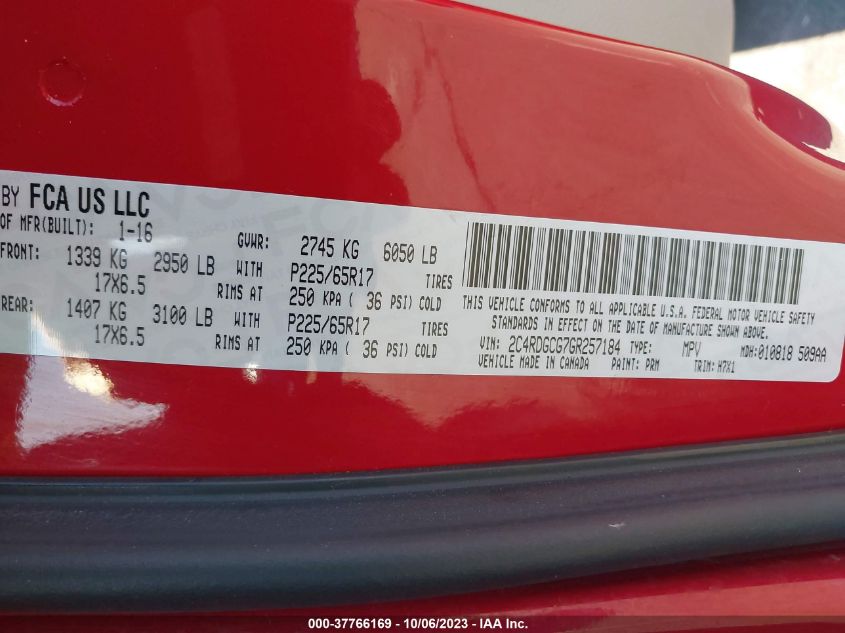 BY FCA US LLC
OF MFR(BUILT): 1-16 GVWR: 2745 KG 6050 LB
FRONT: 1339 KG 2950 LB WITH P225/65R17 TIRES
17X6.5 RIMS AT 250 KPA ( 36 PSI) COLD
REAR: 1407 KG 3100 LB WITH P225/65R17 TIRES
17X6.5 RIMS AT 250 KPA ( 36 PSI) COLD
THIS VEHICLE CONFORMS TO ALL APPLICABLE U.S.A. FEDERAL MOTOR VEHICLE SAFETY
STANDARDS IN EFFECT ON THE DATE OF MANUFACTURE SHOWN ABOVE.
VIN: 2C4RDGCG7GR257184 TYPE: MPV MDH:010818 509AA
VEHICLE MADE IN CANADA PAINT: PRM TRIM: H7X1
000-37766169 - 10/06/2023 - IAA Inc.